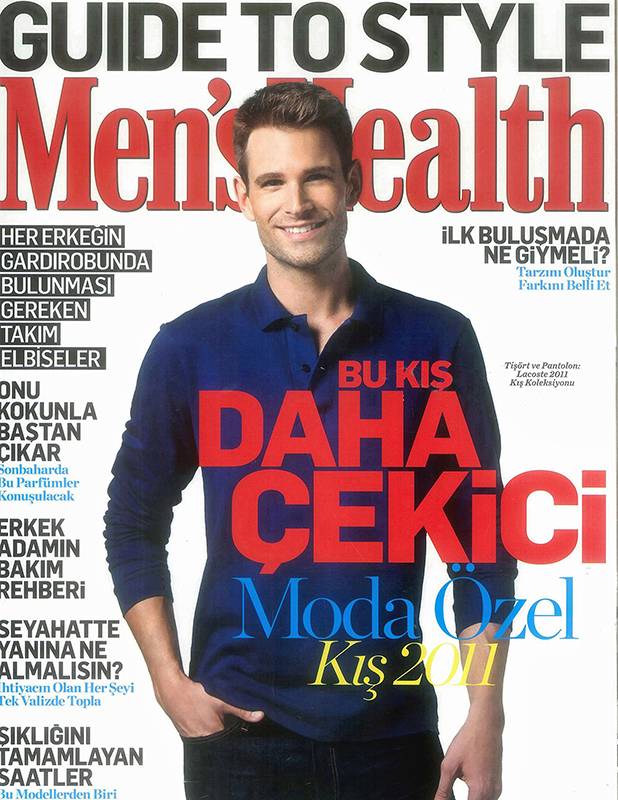 GUIDE TO STYLE
Men's Health
HER ERKEĞİN
GARDIROBUNDA
BULUNMASI
GEREKEN
TAKIM
ELBİSELER
ONU
KOKUNLA
BAŞTAN
ÇIKAR
Sonbaharda
Bu Parfümler
Konuşulacak
ERKEK
ADAMIN
BAKIM
REHBERİ
SEYAHATTE
YANINA NE
ALMALISIN?
İhtiyacın Olan Her Şeyi
Tek Valizde Topla
ŞIKLIĞINI
TAMAMLAYAN
SAATLER
Bu Modellerden Biri
İLK BULUŞMADA
NE GİYMELİ?
Tarzını Oluştur
Farkını Belli Et
Tişört ve Pantolon:
Lacoste 2011
Kış Koleksiyonu
BU KIŞ
DAHA
ÇEKİCİ
Moda Özel
Kış 2011